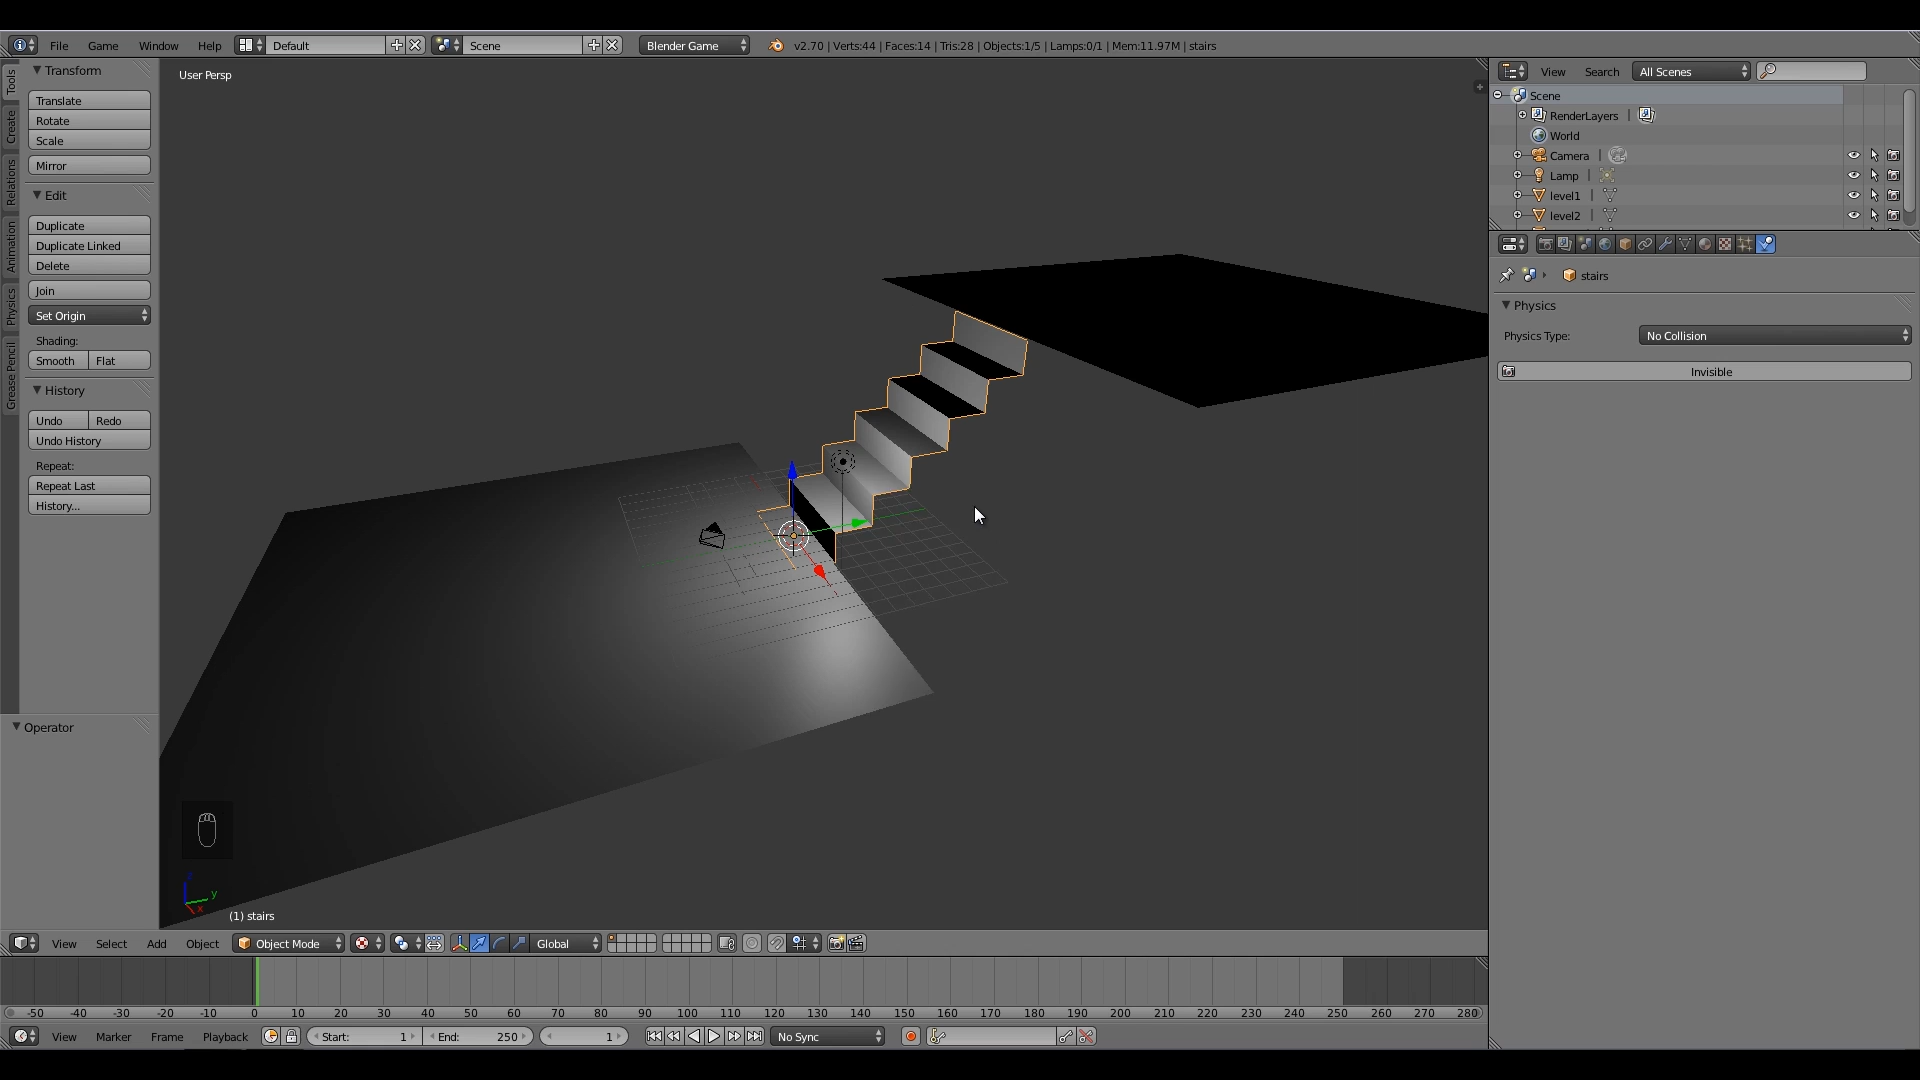 File Game Window Help Default Scene Blender Game v2.70 | Verts:44 | Faces:14 | Tris:28 | Objects:1/5 | Lamps:0/1 | Mem:11.97M | stairs
Tools
Create
Relations
Animation
Physics
Grease Pencil
Transform
Translate
Rotate
Scale
Mirror
Edit
Duplicate
Duplicate Linked
Delete
Join
Set Origin
Shading:
Smooth Flat
History
Undo Redo
Undo History
Repeat:
Repeat Last
History...
Operator
User Persp
z
y
x
(1) stairs
View Search All Scenes
Scene
RenderLayers |
World
Camera |
Lamp |
level1 |
level2 |
stairs
Physics
Physics Type: No Collision
Invisible
View Select Add Object Object Mode Global
-50 -40 -30 -20 -10 0 10 20 30 40 50 60 70 80 90 100 110 120 130 140 150 160 170 180 190 200 210 220 230 240 250 260 270 280
View Marker Frame Playback Start: 1 End: 250 1 No Sync